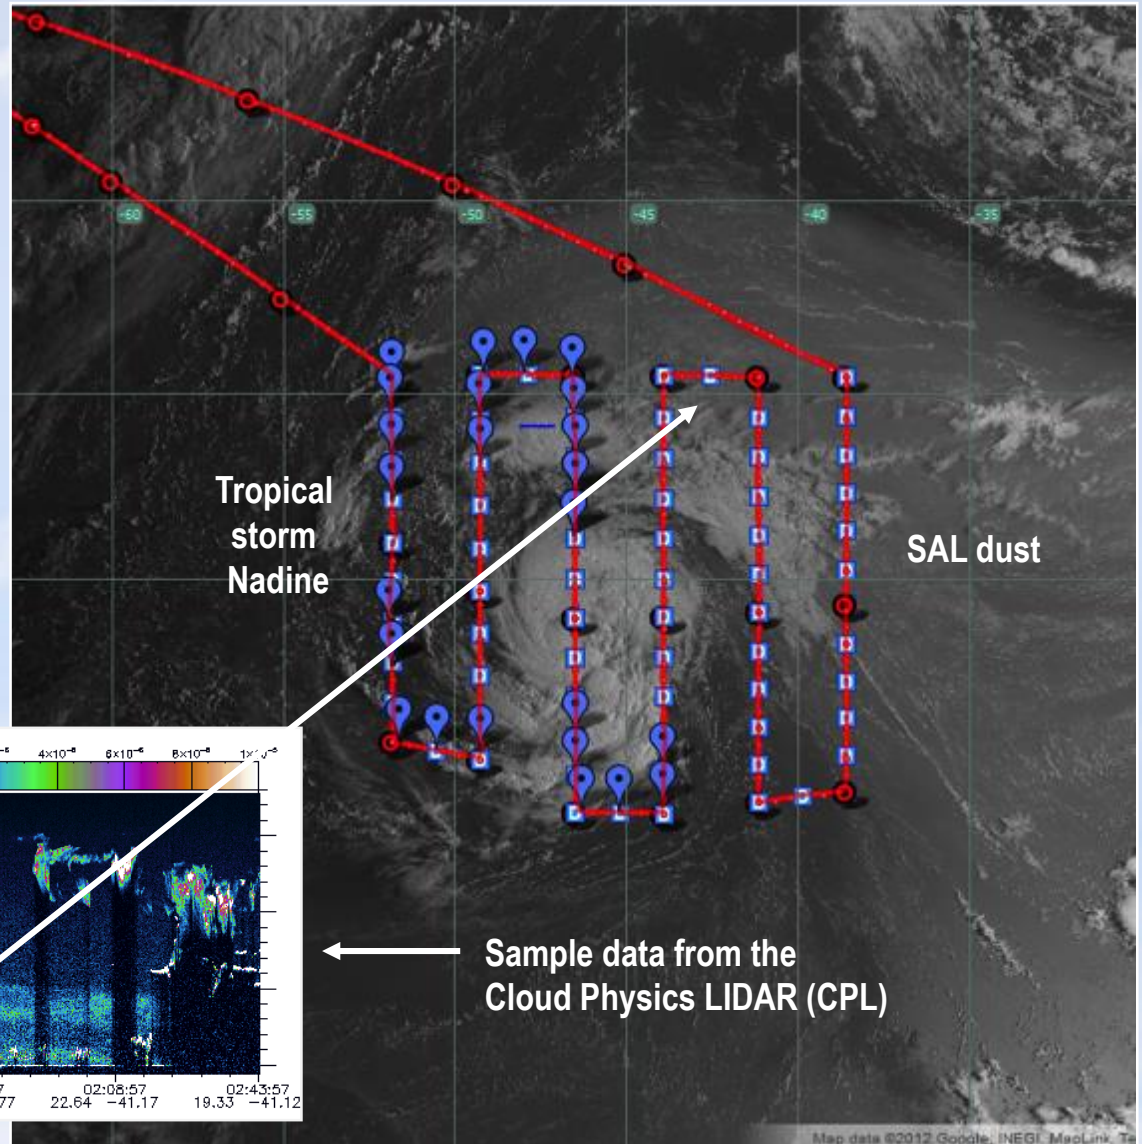 -60
-55
-50
-45
-40
-35
Tropical
storm
Nadine
SAL dust
4×10⁻⁶
6×10⁻⁶
8×10⁻⁶
Sample data from the
Cloud Physics LIDAR (CPL)
02:08:57
02:43:57
22.64 -41.17
19.33 -41.12
Map data ©2012 Google, INEGI, MapLink, T